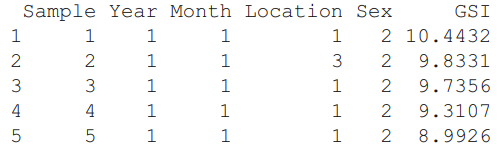 Sample Year Month Location Sex GSI
1 1 1 1 1 2 10.4432
2 2 1 1 3 2 9.8331
3 3 1 1 1 2 9.7356
4 4 1 1 1 2 9.3107
5 5 1 1 1 2 8.9926